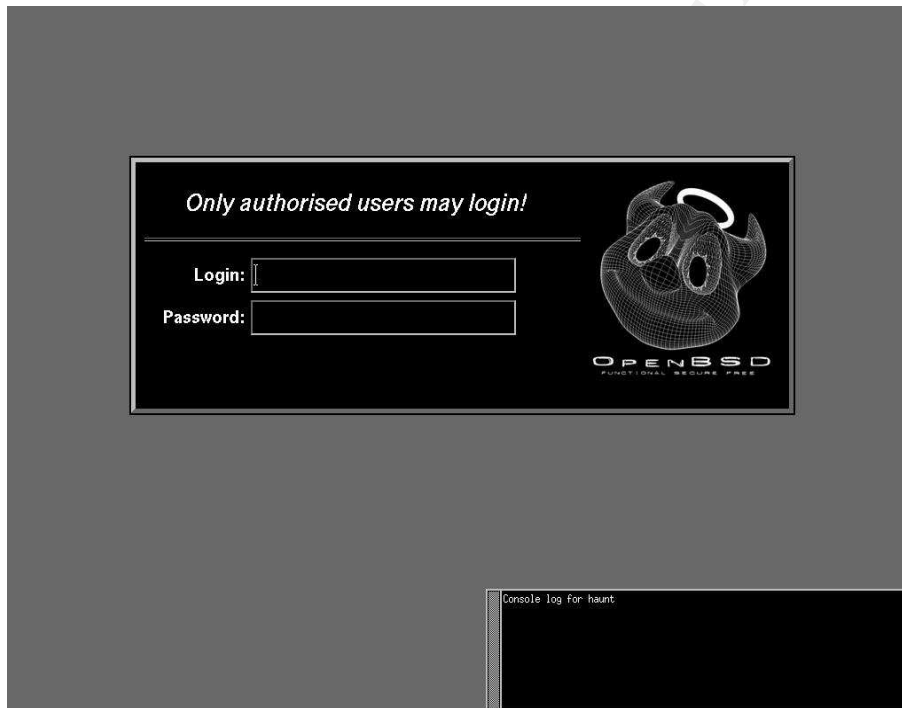 Only authorised users may login!
Login:
Password:
OPENBSD
FUNCTIONAL SECURE FREE
Console log for haunt